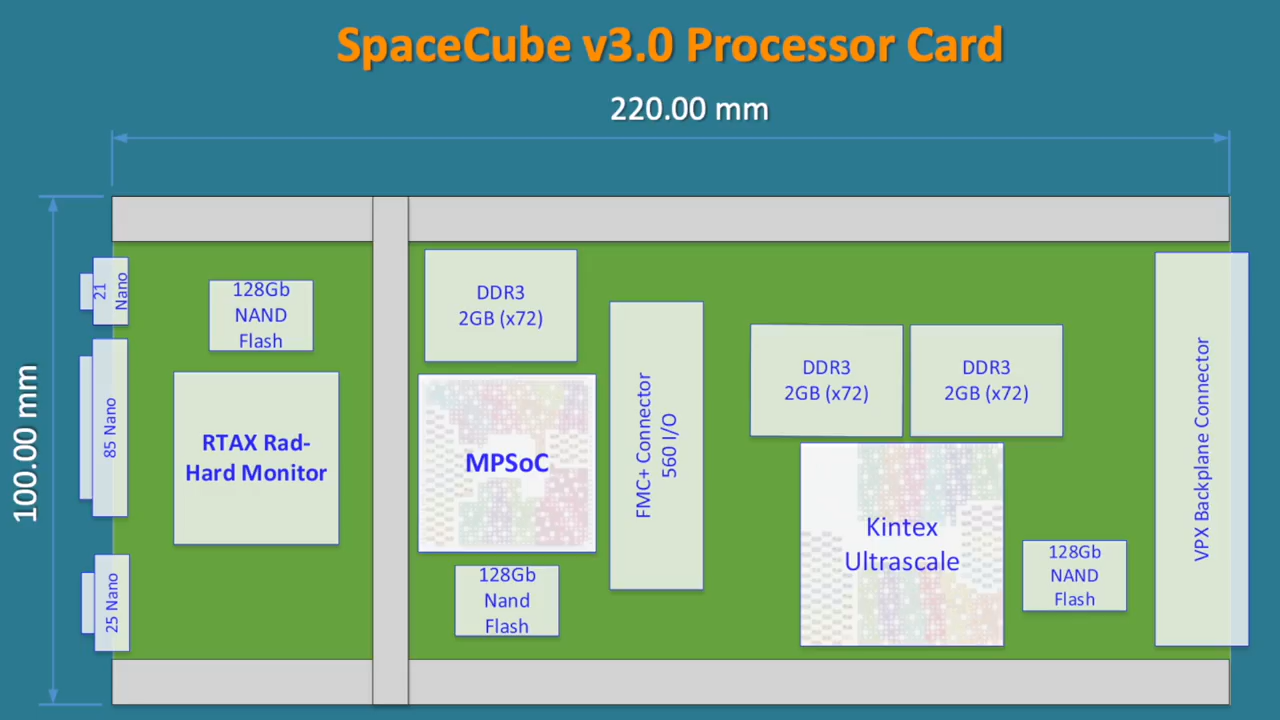 SpaceCube v3.0 Processor Card
220.00 mm
100.00 mm
21
Nano
85 Nano
25 Nano
128Gb
NAND
Flash
RTAX Rad-
Hard Monitor
DDR3
2GB (x72)
MPSoC
128Gb
Nand
Flash
FMC+ Connector
560 I/O
DDR3
2GB (x72)
DDR3
2GB (x72)
Kintex
Ultrascale
128Gb
NAND
Flash
VPX Backplane Connector